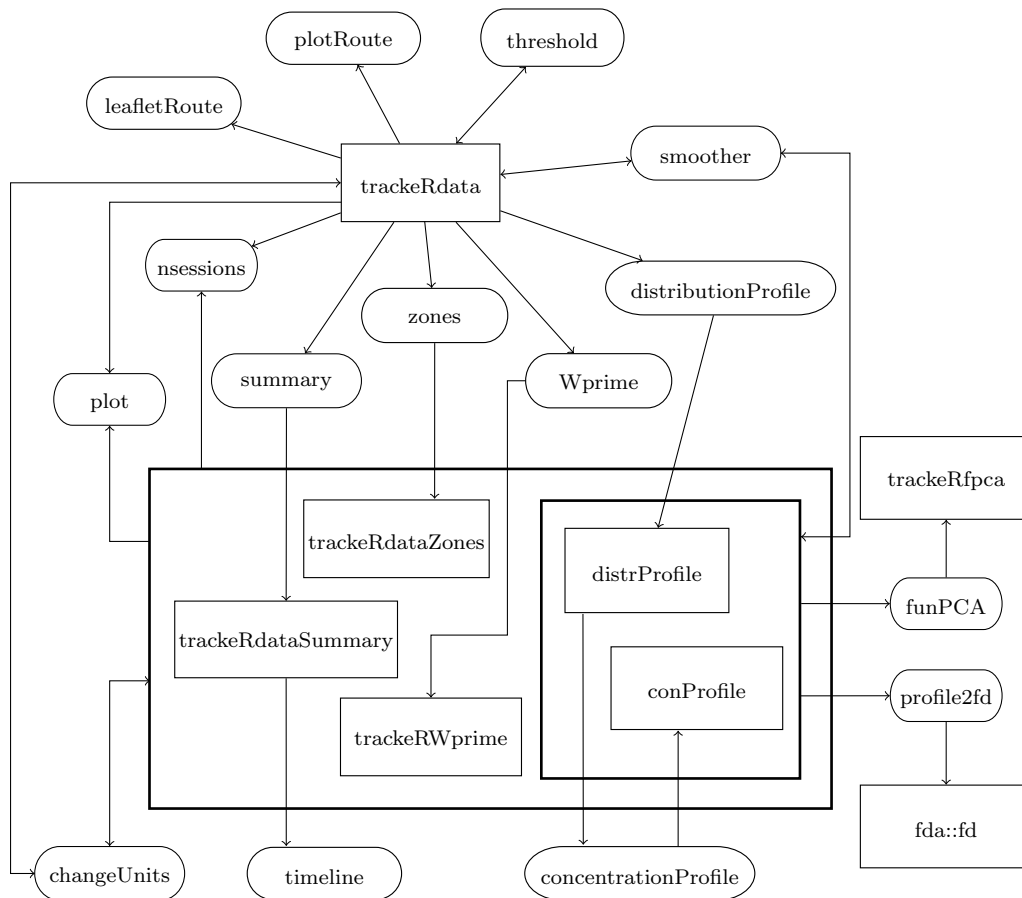 plotRoute
threshold
leafletRoute
smoother
trackeRdata
nsessions
distributionProfile
zones
summary
Wprime
plot
trackeRfpca
trackeRdataZones
distrProfile
funPCA
trackeRdataSummary
conProfile
profile2fd
trackeRWprime
fda::fd
changeUnits
timeline
concentrationProfile